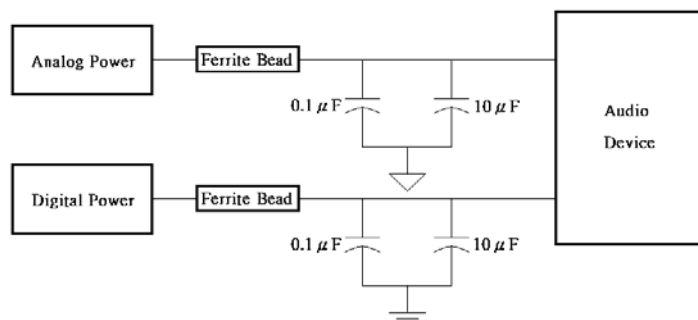 Analog Power
Ferrite Bead
0.1 μF
10 μF
Audio
Device
Digital Power
Ferrite Bead
0.1 μF
10 μF